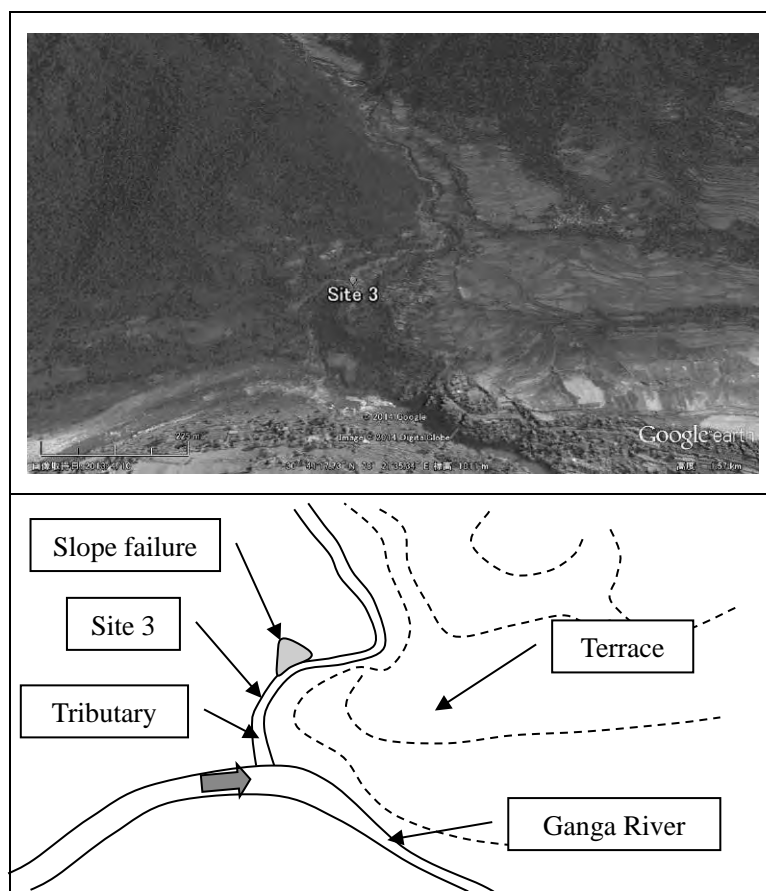 Site 3
© 2014 Google
Image © 2014 DigitalGlobe
Google earth
Slope failure
Site 3
Tributary
Terrace
Ganga River